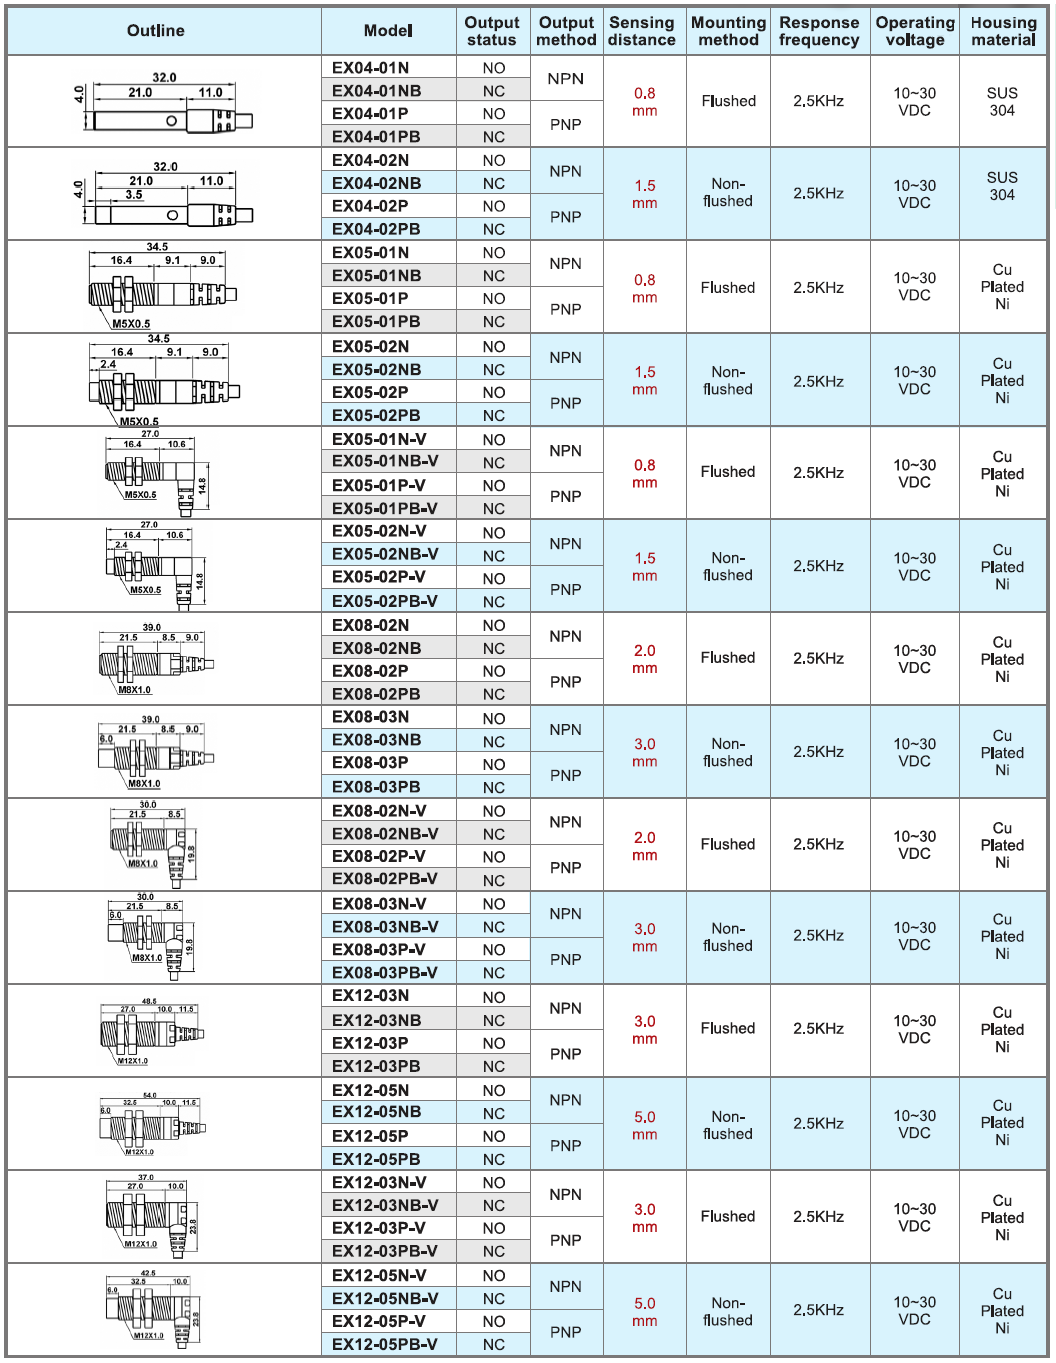 Outline Model Output status Output method Sensing distance Mounting method Response frequency Operating voltage Housing material
32.0
21.0 11.0
4.0
EX04-01N NO NPN 0.8 mm Flushed 2.5KHz 10~30 VDC SUS 304
EX04-01NB NC
EX04-01P NO PNP
EX04-01PB NC
32.0
21.0 11.0
3.5
4.0
EX04-02N NO NPN 1.5 mm Non-flushed 2.5KHz 10~30 VDC SUS 304
EX04-02NB NC
EX04-02P NO PNP
EX04-02PB NC
34.5
16.4 9.1 9.0
M5X0.5
EX05-01N NO NPN 0.8 mm Flushed 2.5KHz 10~30 VDC Cu Plated Ni
EX05-01NB NC
EX05-01P NO PNP
EX05-01PB NC
34.5
16.4 9.1 9.0
2.4
M5X0.5
EX05-02N NO NPN 1.5 mm Non-flushed 2.5KHz 10~30 VDC Cu Plated Ni
EX05-02NB NC
EX05-02P NO PNP
EX05-02PB NC
27.0
16.4 10.6
M5X0.5
14.8
EX05-01N-V NO NPN 0.8 mm Flushed 2.5KHz 10~30 VDC Cu Plated Ni
EX05-01NB-V NC
EX05-01P-V NO PNP
EX05-01PB-V NC
27.0
16.4 10.6
2.4
M5X0.5
14.8
EX05-02N-V NO NPN 1.5 mm Non-flushed 2.5KHz 10~30 VDC Cu Plated Ni
EX05-02NB-V NC
EX05-02P-V NO PNP
EX05-02PB-V NC
39.0
21.5 8.5 9.0
M8X1.0
EX08-02N NO NPN 2.0 mm Flushed 2.5KHz 10~30 VDC Cu Plated Ni
EX08-02NB NC
EX08-02P NO PNP
EX08-02PB NC
39.0
21.5 8.5 9.0
6.0
M8X1.0
EX08-03N NO NPN 3.0 mm Non-flushed 2.5KHz 10~30 VDC Cu Plated Ni
EX08-03NB NC
EX08-03P NO PNP
EX08-03PB NC
30.0
21.5 8.5
M8X1.0
19.8
EX08-02N-V NO NPN 2.0 mm Flushed 2.5KHz 10~30 VDC Cu Plated Ni
EX08-02NB-V NC
EX08-02P-V NO PNP
EX08-02PB-V NC
30.0
21.5 8.5
6.0
M8X1.0
19.8
EX08-03N-V NO NPN 3.0 mm Non-flushed 2.5KHz 10~30 VDC Cu Plated Ni
EX08-03NB-V NC
EX08-03P-V NO PNP
EX08-03PB-V NC
48.5
27.0 10.0 11.5
M12X1.0
EX12-03N NO NPN 3.0 mm Flushed 2.5KHz 10~30 VDC Cu Plated Ni
EX12-03NB NC
EX12-03P NO PNP
EX12-03PB NC
54.0
32.5 10.0 11.5
6.0
M12X1.0
EX12-05N NO NPN 5.0 mm Non-flushed 2.5KHz 10~30 VDC Cu Plated Ni
EX12-05NB NC
EX12-05P NO PNP
EX12-05PB NC
37.0
27.0 10.0
M12X1.0
23.8
EX12-03N-V NO NPN 3.0 mm Flushed 2.5KHz 10~30 VDC Cu Plated Ni
EX12-03NB-V NC
EX12-03P-V NO PNP
EX12-03PB-V NC
42.5
32.5 10.0
6.0
M12X1.0
23.8
EX12-05N-V NO NPN 5.0 mm Non-flushed 2.5KHz 10~30 VDC Cu Plated Ni
EX12-05NB-V NC
EX12-05P-V NO PNP
EX12-05PB-V NC